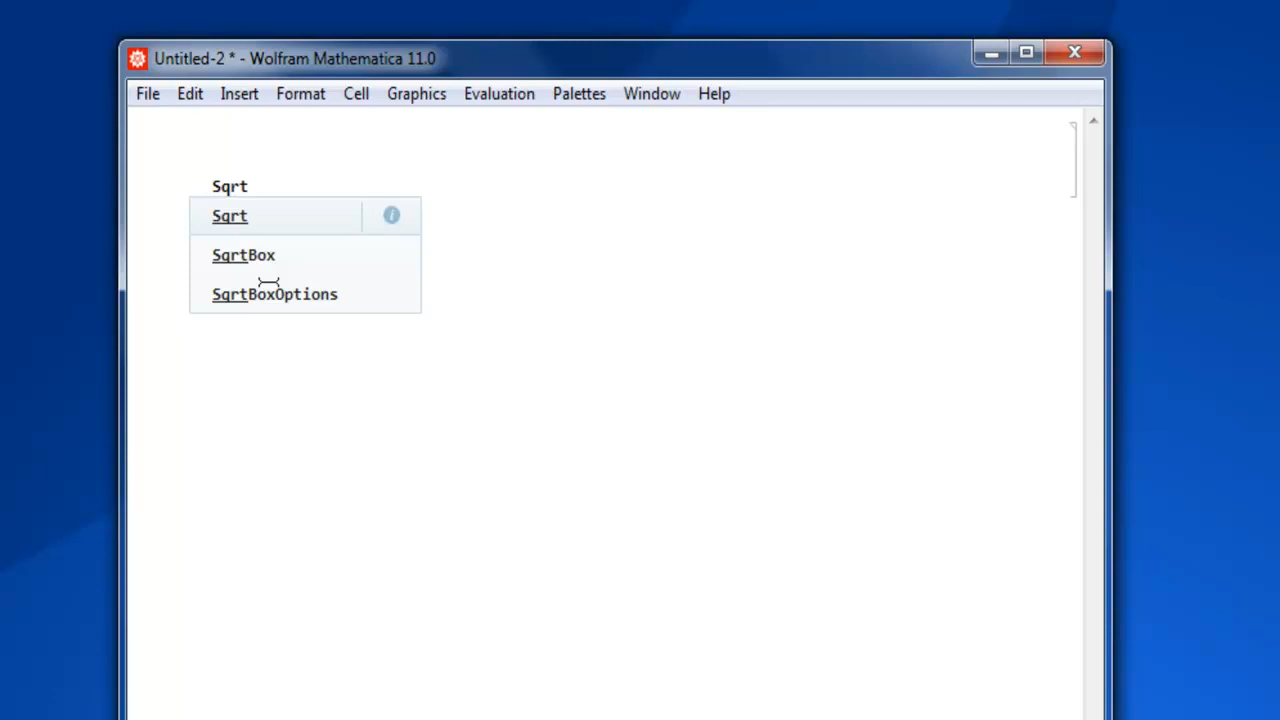 Untitled-2 * - Wolfram Mathematica 11.0
File Edit Insert Format Cell Graphics Evaluation Palettes Window Help
Sqrt
Sqrt
SqrtBox
SqrtBoxOptions